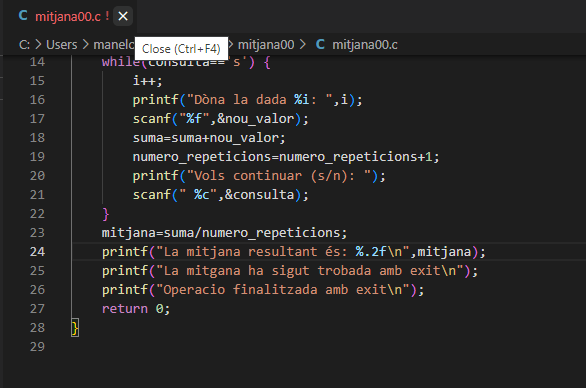 C mitjana00.c ! ×
C: > Users > manelo Close (Ctrl+F4) > mitjana00 > C mitjana00.c
14 while(consulta=='s') {
15 i++;
16 printf("Dòna la dada %i: ",i);
17 scanf("%f",&nou_valor);
18 suma=suma+nou_valor;
19 numero_repeticions=numero_repeticions+1;
20 printf("Vols continuar (s/n): ");
21 scanf(" %c",&consulta);
22 }
23 mitjana=suma/numero_repeticions;
24 printf("La mitjana resultant és: %.2f\n",mitjana);
25 printf("La mitgana ha sigut trobada amb exit\n");
26 printf("Operacio finalitzada amb exit\n");
27 return 0;
28 }
29